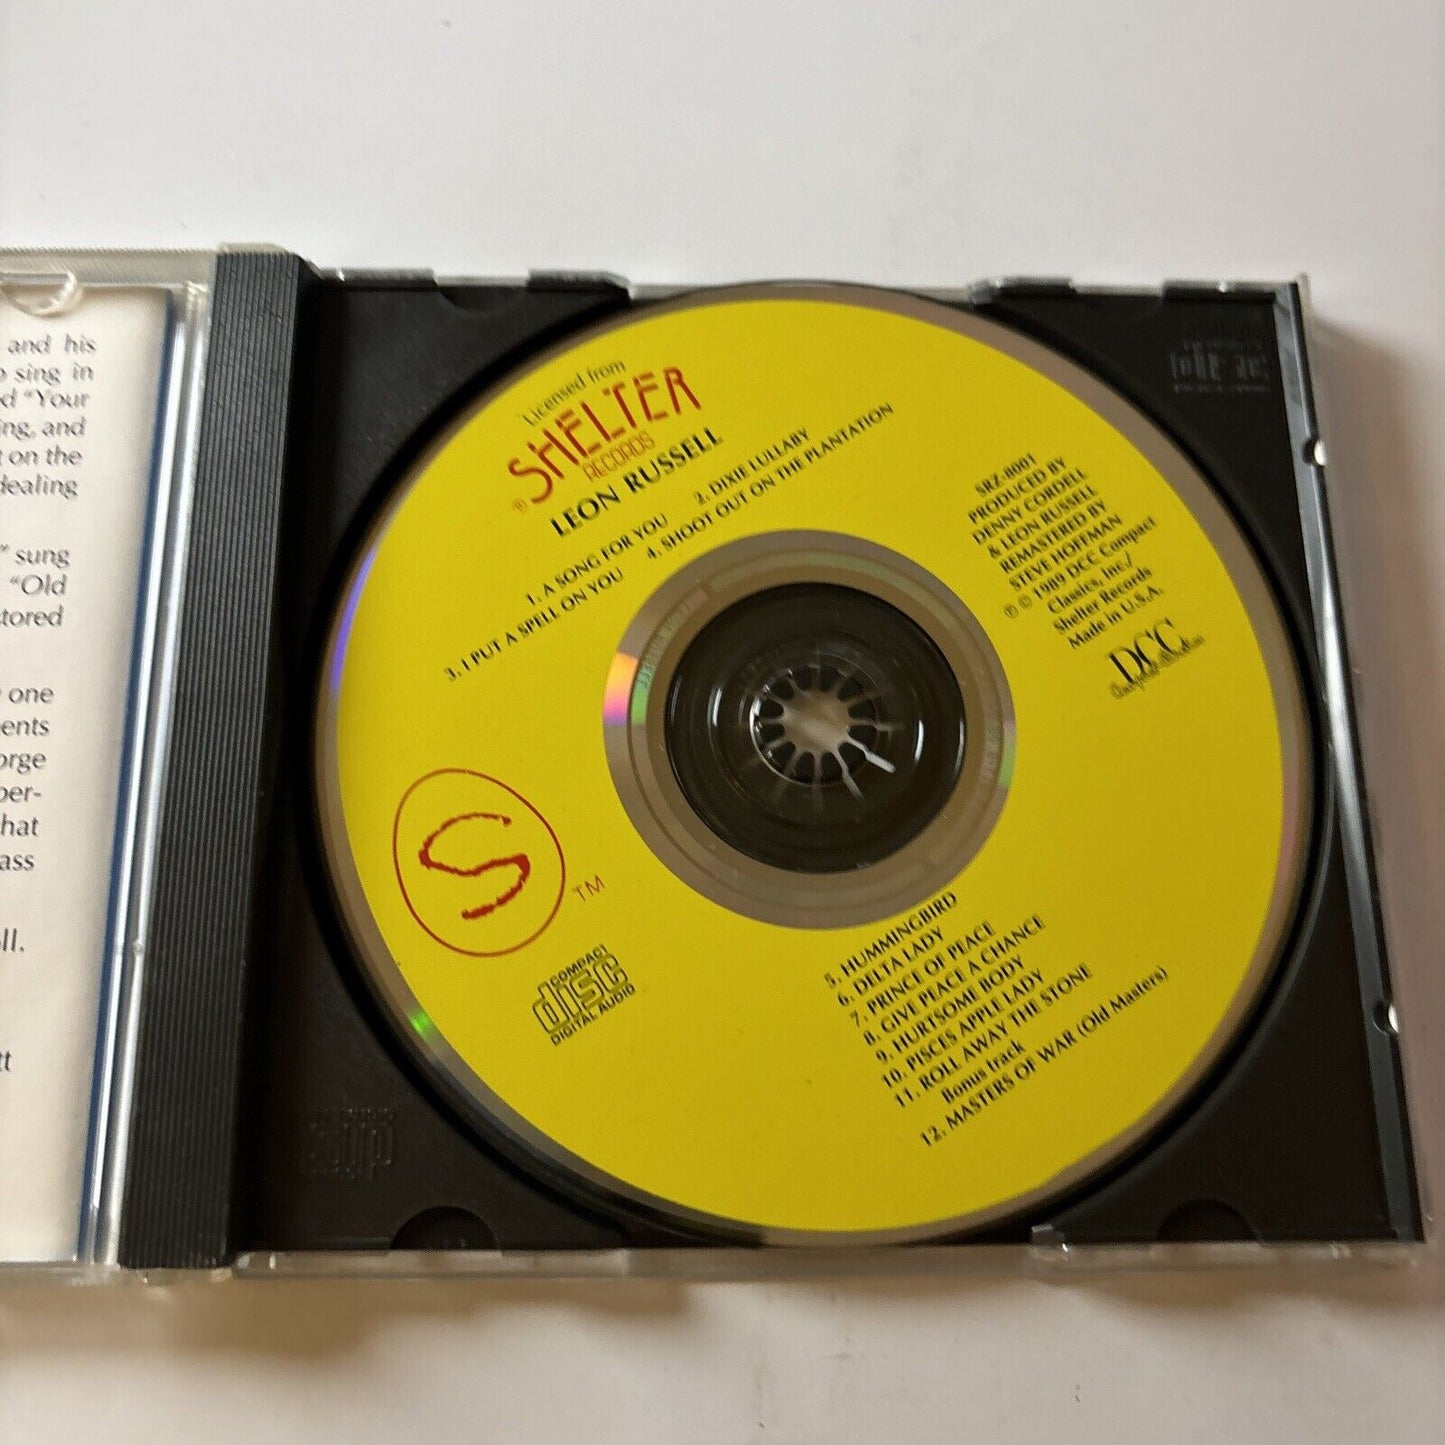 and his
sing in
"Your
ing, and
on the
dealing
" sung
"Old
stored
one
ents
orge
per-
hat
ass
ll.
tt
Licensed from
SHELTER
®
RECORDS
LEON RUSSELL
1. A SONG FOR YOU 2. DIXIE LULLABY
3. I PUT A SPELL ON YOU 4. SHOOT OUT ON THE PLANTATION
SRZ-8001
PRODUCED BY
DENNY CORDELL
& LEON RUSSELL
REMASTERED BY
STEVE HOFFMAN
℗ © 1989 DCC Compact
Classics, Inc./
Shelter Records
Made in U.S.A.
DCC
Compact Classics
S
TM
COMPACT
disc
DIGITAL AUDIO
5. HUMMINGBIRD
6. DELTA LADY
7. PRINCE OF PEACE
8. GIVE PEACE A CHANCE
9. HURTSOME BODY
10. PISCES APPLE LADY
11. ROLL AWAY THE STONE
Bonus track
12. MASTERS OF WAR (Old Masters)